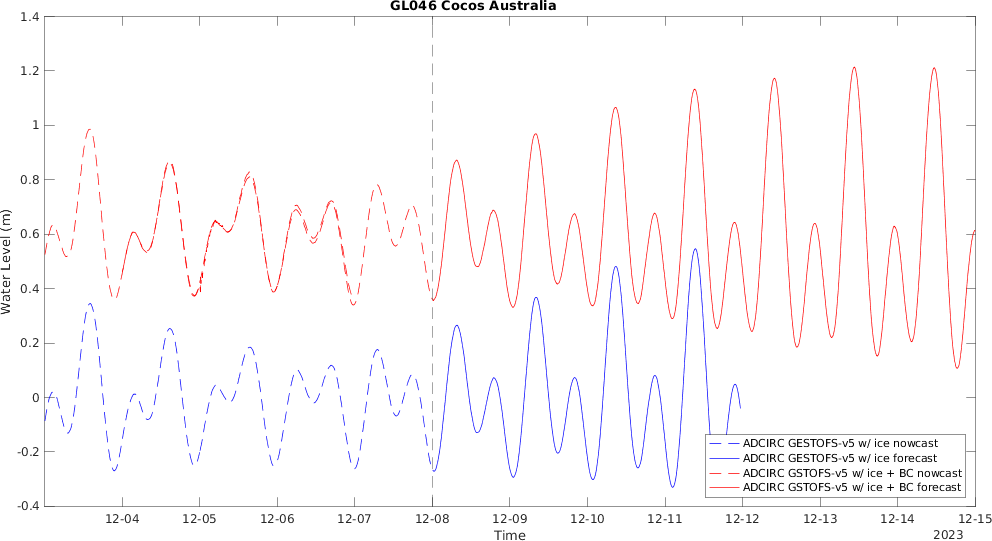 GL046 Cocos Australia
1.4
1.2
1
0.8
0.6
0.4
0.2
0
-0.2
-0.4
Water Level (m)
12-04 12-05 12-06 12-07 12-08 12-09 12-10 12-11 12-12 12-13 12-14 12-15
Time
2023
ADCIRC GESTOFS-v5 w/ ice nowcast
ADCIRC GESTOFS-v5 w/ ice forecast
ADCIRC GSTOFS-v5 w/ ice + BC nowcast
ADCIRC GSTOFS-v5 w/ ice + BC forecast